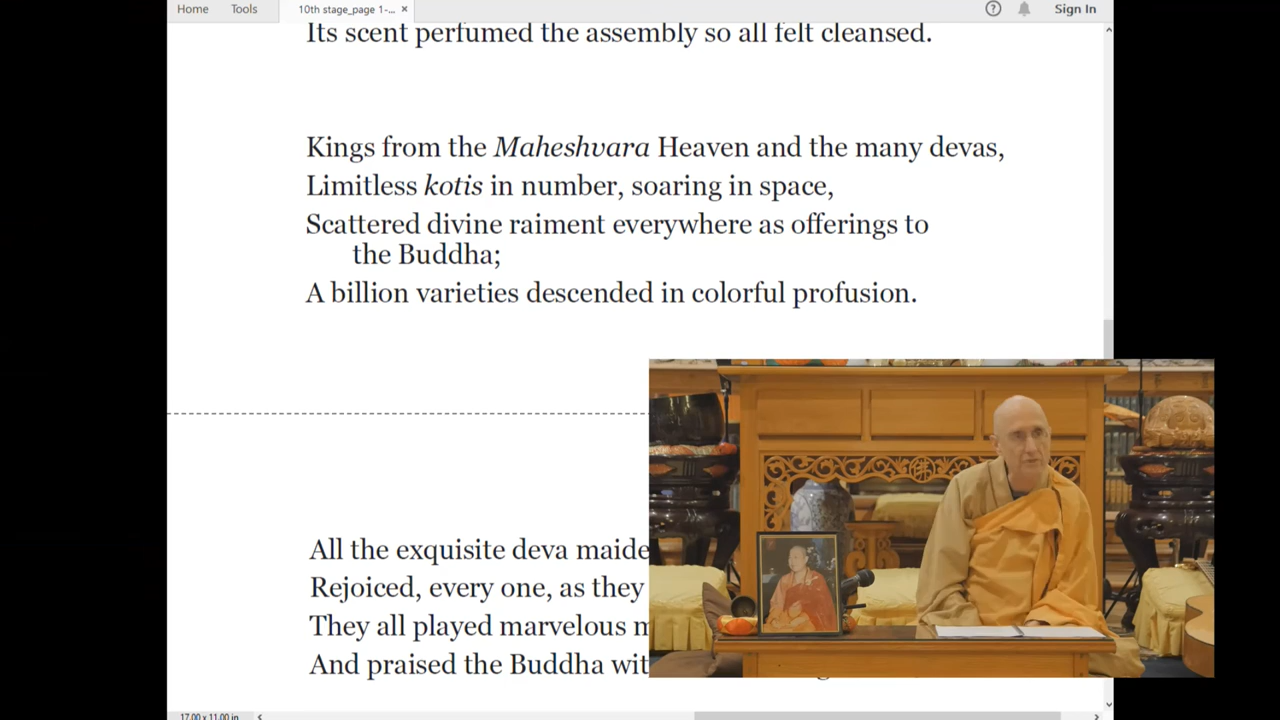 Home Tools 10th stage_page 1-... × Sign In
Its scent perfumed the assembly so all felt cleansed.
Kings from the Maheshvara Heaven and the many devas,
Limitless kotis in number, soaring in space,
Scattered divine raiment everywhere as offerings to
the Buddha;
A billion varieties descended in colorful profusion.
All the exquisite deva
Rejoiced, every one, as they
They all played marvelous
And praised the Buddha
17.00 x 11.00 in